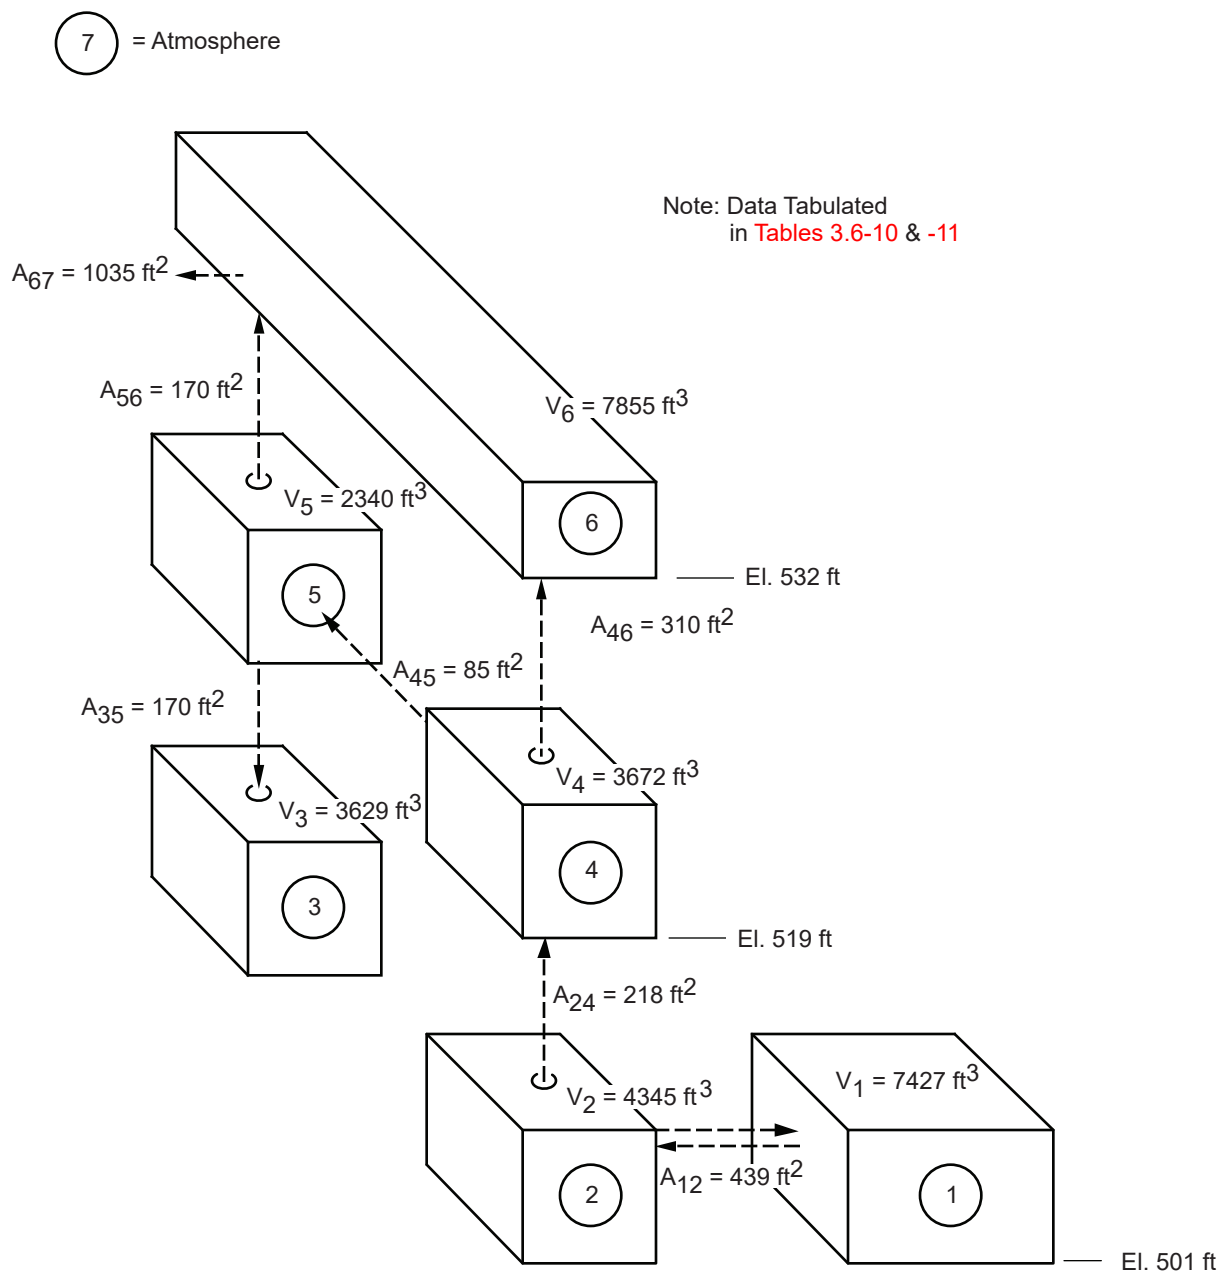 7 = Atmosphere
Note: Data Tabulated
in Tables 3.6-10 & -11
A67 = 1035 ft2
A56 = 170 ft2
V6 = 7855 ft3
V5 = 2340 ft3
6
El. 532 ft
5
A46 = 310 ft2
A45 = 85 ft2
A35 = 170 ft2
V4 = 3672 ft3
V3 = 3629 ft3
4
3
El. 519 ft
A24 = 218 ft2
V2 = 4345 ft3
V1 = 7427 ft3
A12 = 439 ft2
2
1
El. 501 ft